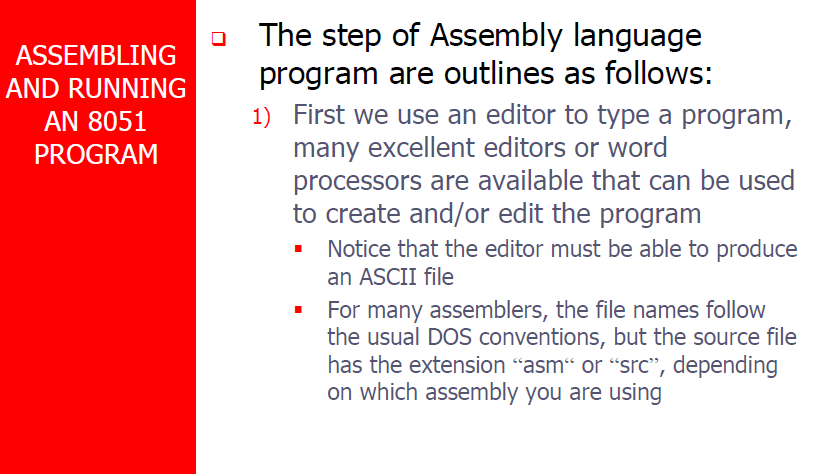 ASSEMBLING
AND RUNNING
AN 8051
PROGRAM
❑ The step of Assembly language
program are outlines as follows:
1) First we use an editor to type a program,
many excellent editors or word
processors are available that can be used
to create and/or edit the program
▪ Notice that the editor must be able to produce
an ASCII file
▪ For many assemblers, the file names follow
the usual DOS conventions, but the source file
has the extension “asm“ or “src”, depending
on which assembly you are using